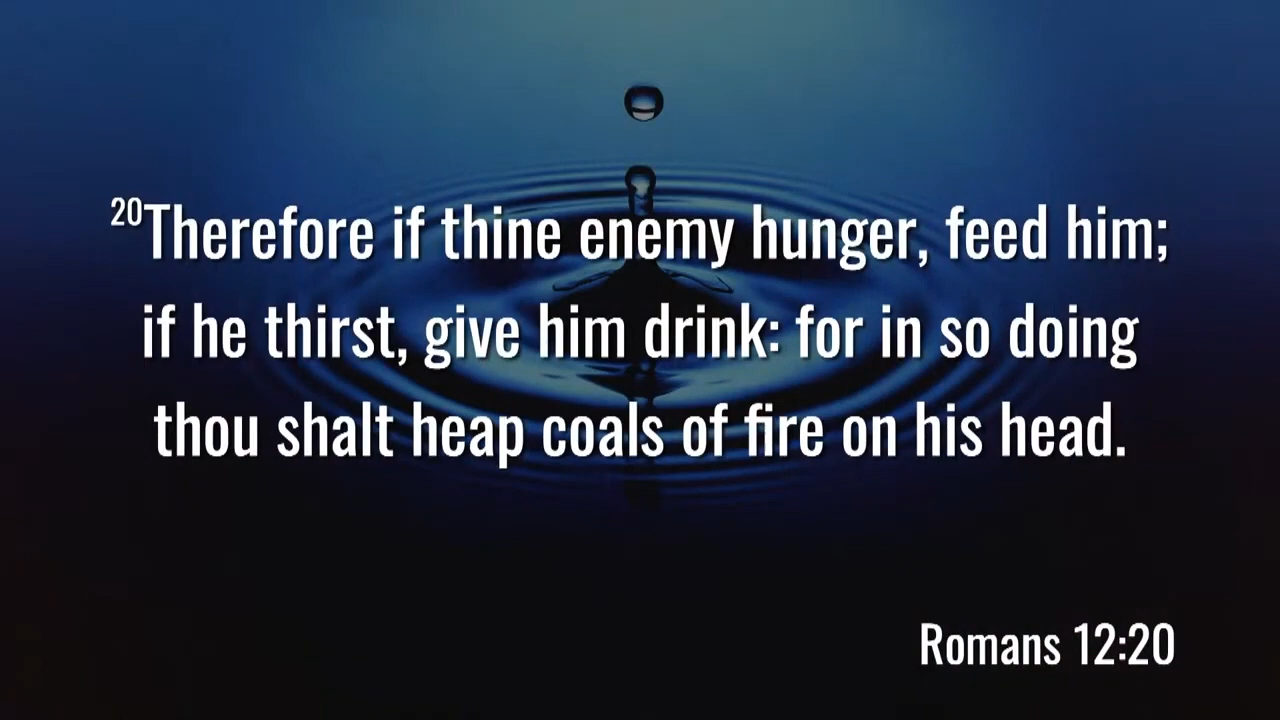 20Therefore if thine enemy hunger, feed him;
if he thirst, give him drink: for in so doing
thou shalt heap coals of fire on his head.
Romans 12:20